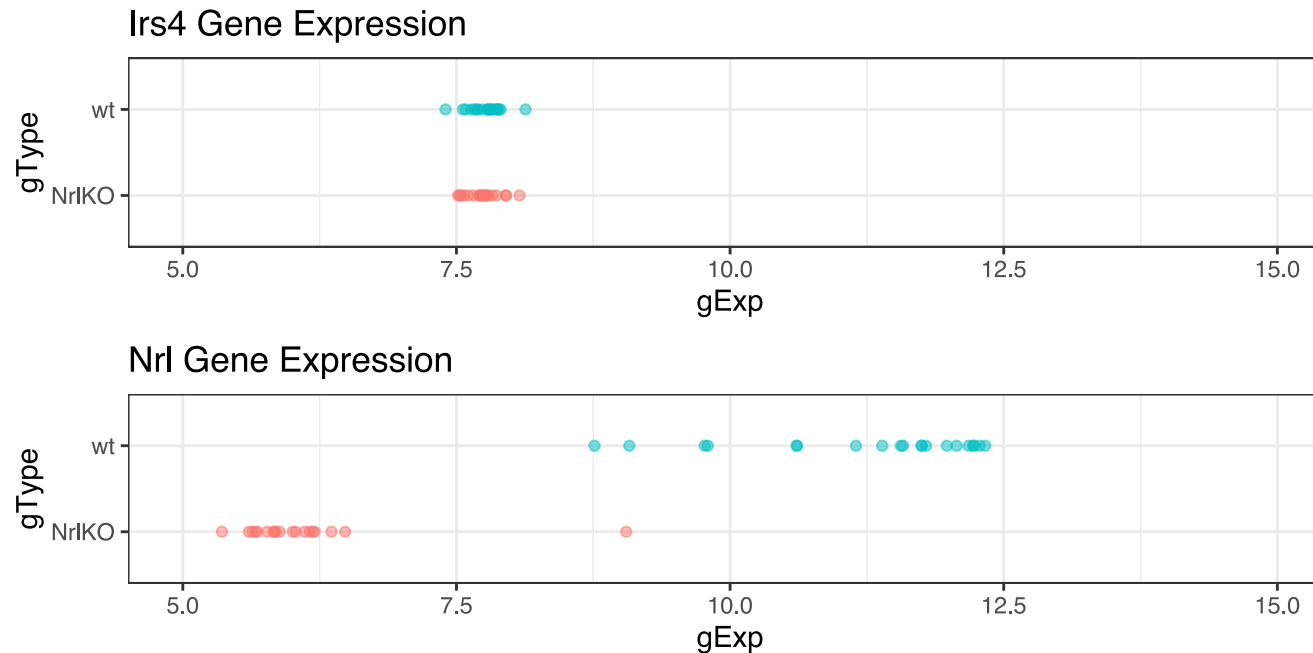 Irs4 Gene Expression
gType
wt
NrlKO
5.0 7.5 10.0 12.5 15.0
gExp
Nrl Gene Expression
gType
wt
NrlKO
5.0 7.5 10.0 12.5 15.0
gExp